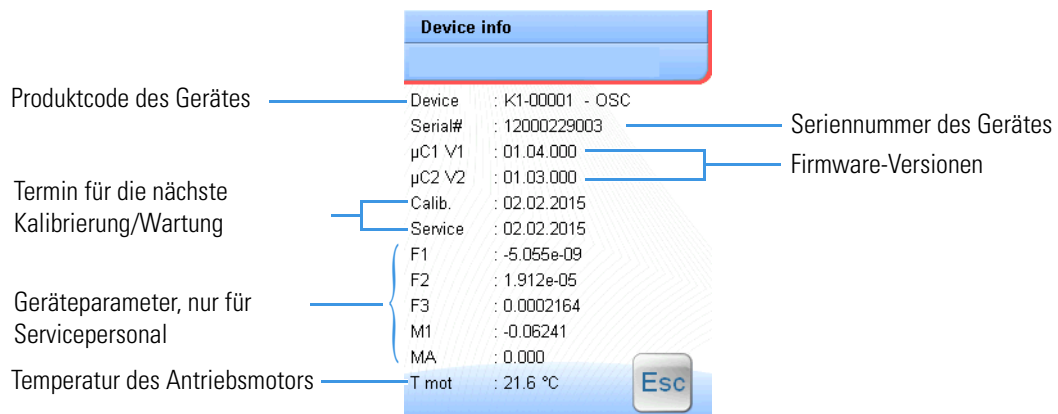 Device info
Produktcode des Gerätes
Device : K1-00001 - OSC
Serial# : 12000229003
Seriennummer des Gerätes
µC1 V1 : 01.04.000
Firmware-Versionen
µC2 V2 : 01.03.000
Termin für die nächste
Kalibrierung/Wartung
Calib. : 02.02.2015
Service : 02.02.2015
F1 : -5.055e-09
F2 : 1.912e-05
Geräteparameter, nur für
Servicepersonal
F3 : 0.0002164
M1 : -0.06241
MA : 0.000
Temperatur des Antriebsmotors
T mot : 21.6 °C
Esc